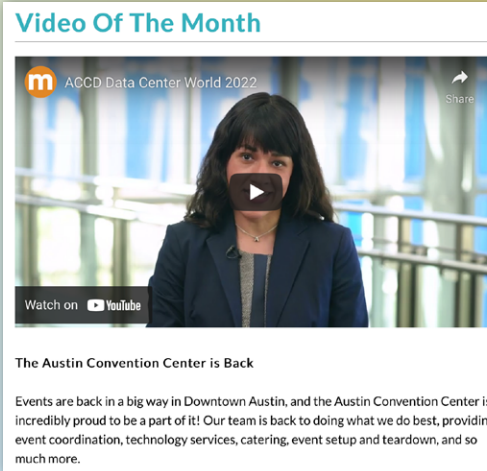 Video Of The Month
m ACCD Data Center World 2022
Share
Watch on YouTube
The Austin Convention Center is Back
Events are back in a big way in Downtown Austin, and the Austin Convention Center i
incredibly proud to be a part of it! Our team is back to doing what we do best, providin
event coordination, technology services, catering, event setup and teardown, and so
much more.